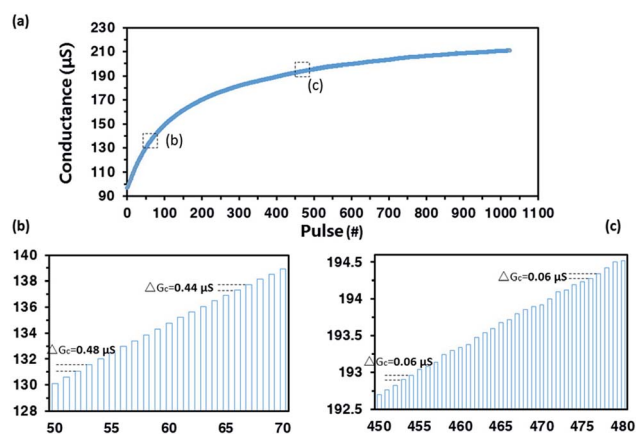 (a)
Conductance (μS)
230
210
190
170
150
130
110
90
(b)
(c)
0 100 200 300 400 500 600 700 800 900 1000 1100
Pulse (#)
(b)
140
138
136
134
132
130
128
△Gc=0.44 μS
△Gc=0.48 μS
50 55 60 65 70
(c)
194.5
194
193.5
193
192.5
△Gc=0.06 μS
△Gc=0.06 μS
450 455 460 465 470 475 480